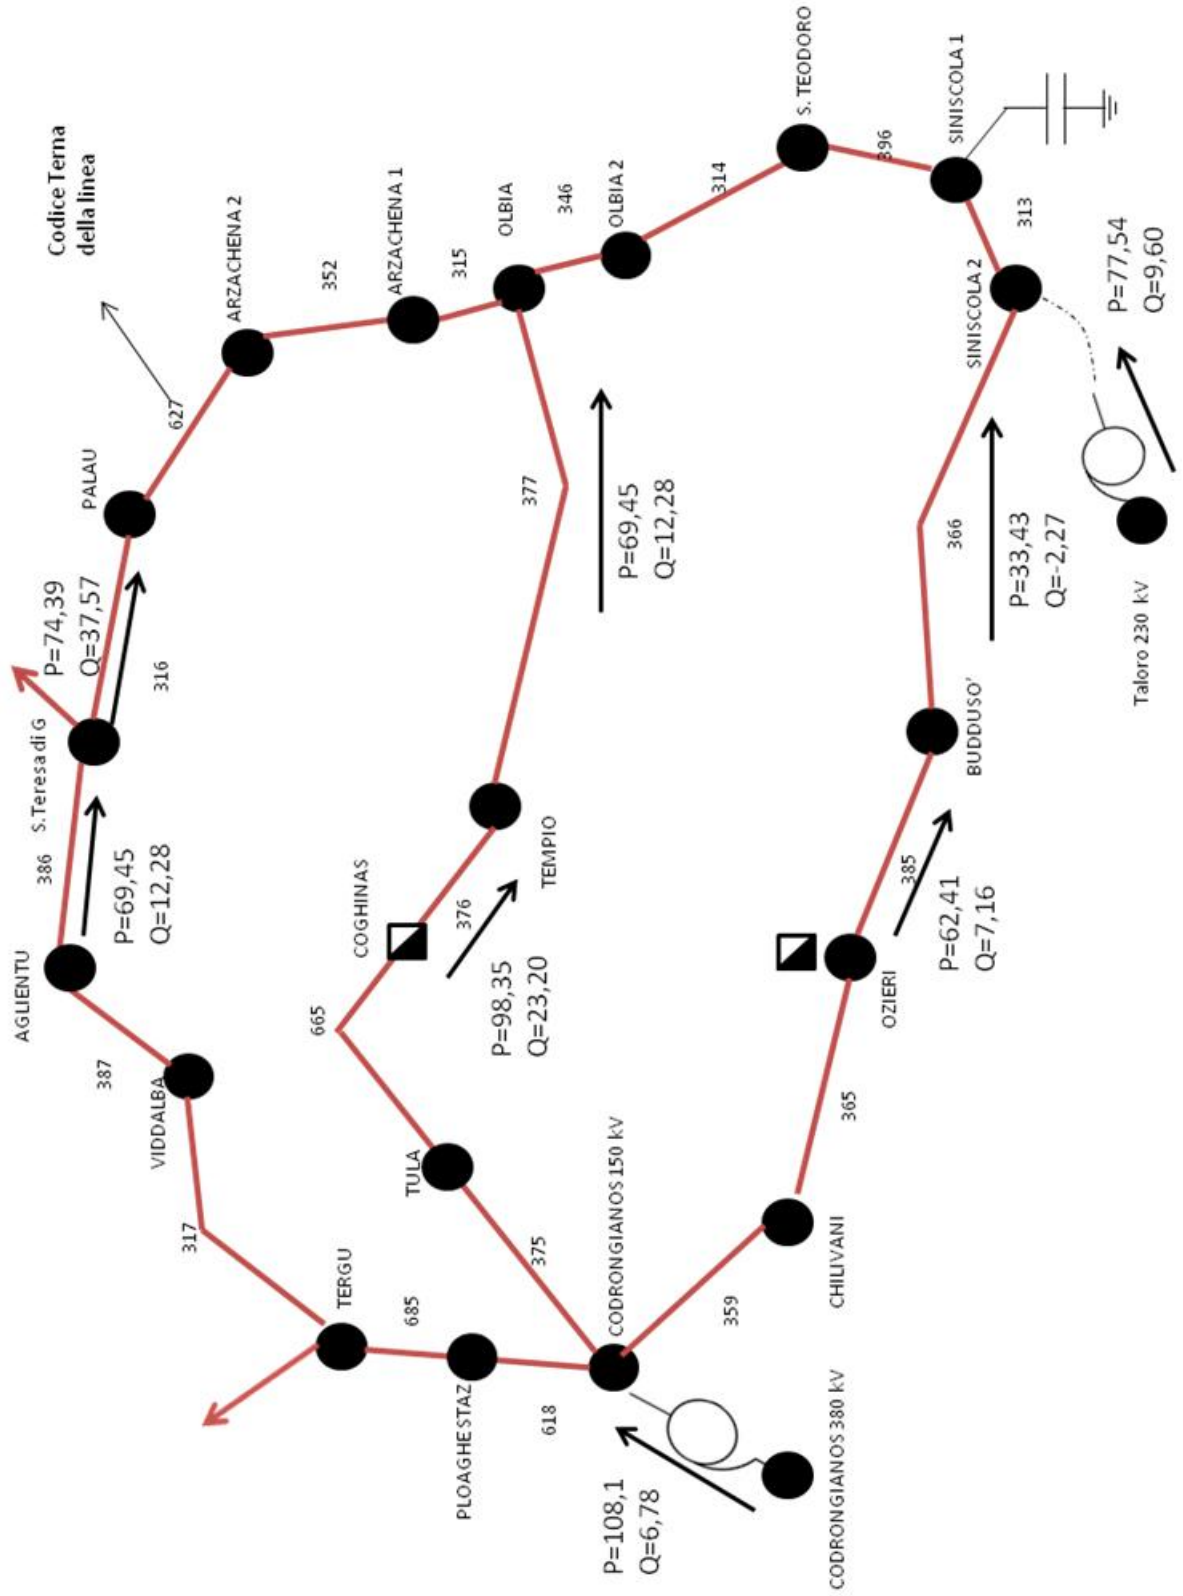 Codice Terna
della linea
ARZACHENA 2
352
ARZACHENA 1
315
OLBIA
346
OLBIA 2
314
S. TEODORO
396
SINISCOLA 1
313
SINISCOLA 2
P=77,54
Q=9,60
627
PALAU
P=74,39
Q=37,57
316
S.Teresa di G
386
P=69,45
Q=12,28
AGLIENTU
387
VIDDALBA
317
TERGU
685
PLOAGHE STAZ
618
377
P=69,45
Q=12,28
TEMPIO
COGHINAS
376
P=98,35
Q=23,20
665
TULA
375
CODRONGIANOS 150 kV
366
P=33,43
Q=-2,27
Taloro 230 kV
BUDDUSO'
385
P=62,41
Q=7,16
OZIERI
365
CHILIVANI
359
P=108,1
Q=6,78
CODRONGIANOS 380 kV